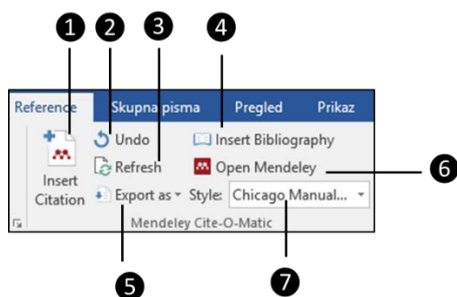 1 2 3 4
Reference Skupna pisma Pregled Prikaz
Undo Insert Bibliography
Refresh Open Mendeley
6
Insert
Citation
Export as Style: Chicago Manual...
Mendeley Cite-O-Matic
5 7